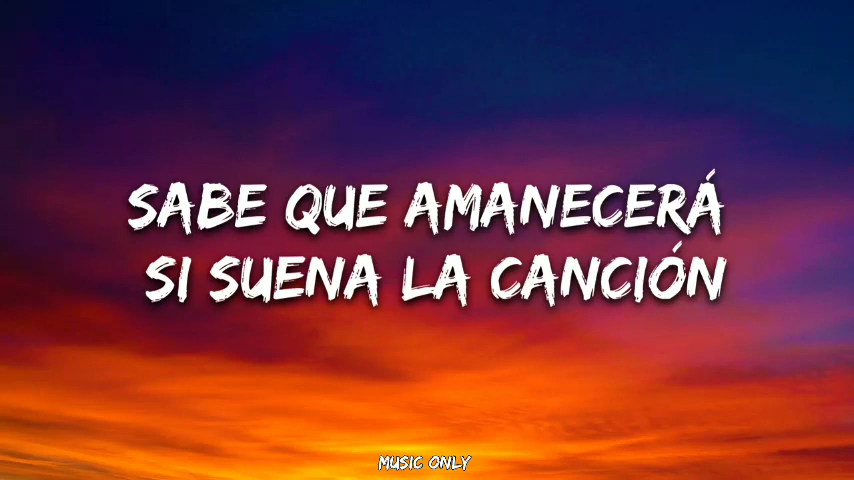 SABE QUE AMANECERÁ
SI SUENA LA CANCIÓN
MUSIC ONLY